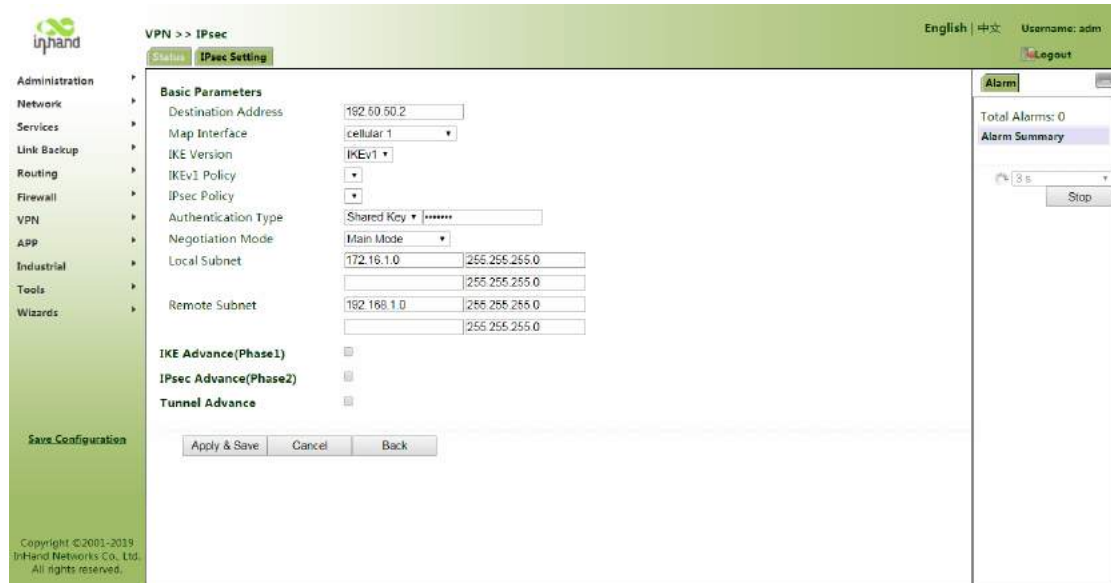 inhand
VPN >> IPsec
English | 中文 Username: adm
Logout
Status IPsec Setting
Administration
Network
Services
Link Backup
Routing
Firewall
VPN
APP
Industrial
Tools
Wizards
Save Configuration
Copyright ©2001-2019
InHand Networks Co., Ltd.
All rights reserved.
Basic Parameters
Destination Address 192.50.50.2
Map Interface cellular 1
IKE Version IKEv1
IKEv1 Policy
IPsec Policy
Authentication Type Shared Key •••••••
Negotiation Mode Main Mode
Local Subnet 172.16.1.0 255.255.255.0
255.255.255.0
Remote Subnet 192.168.1.0 255.255.255.0
255.255.255.0
IKE Advance(Phase1)
IPsec Advance(Phase2)
Tunnel Advance
Apply & Save Cancel Back
Alarm
Total Alarms: 0
Alarm Summary
3 s
Stop